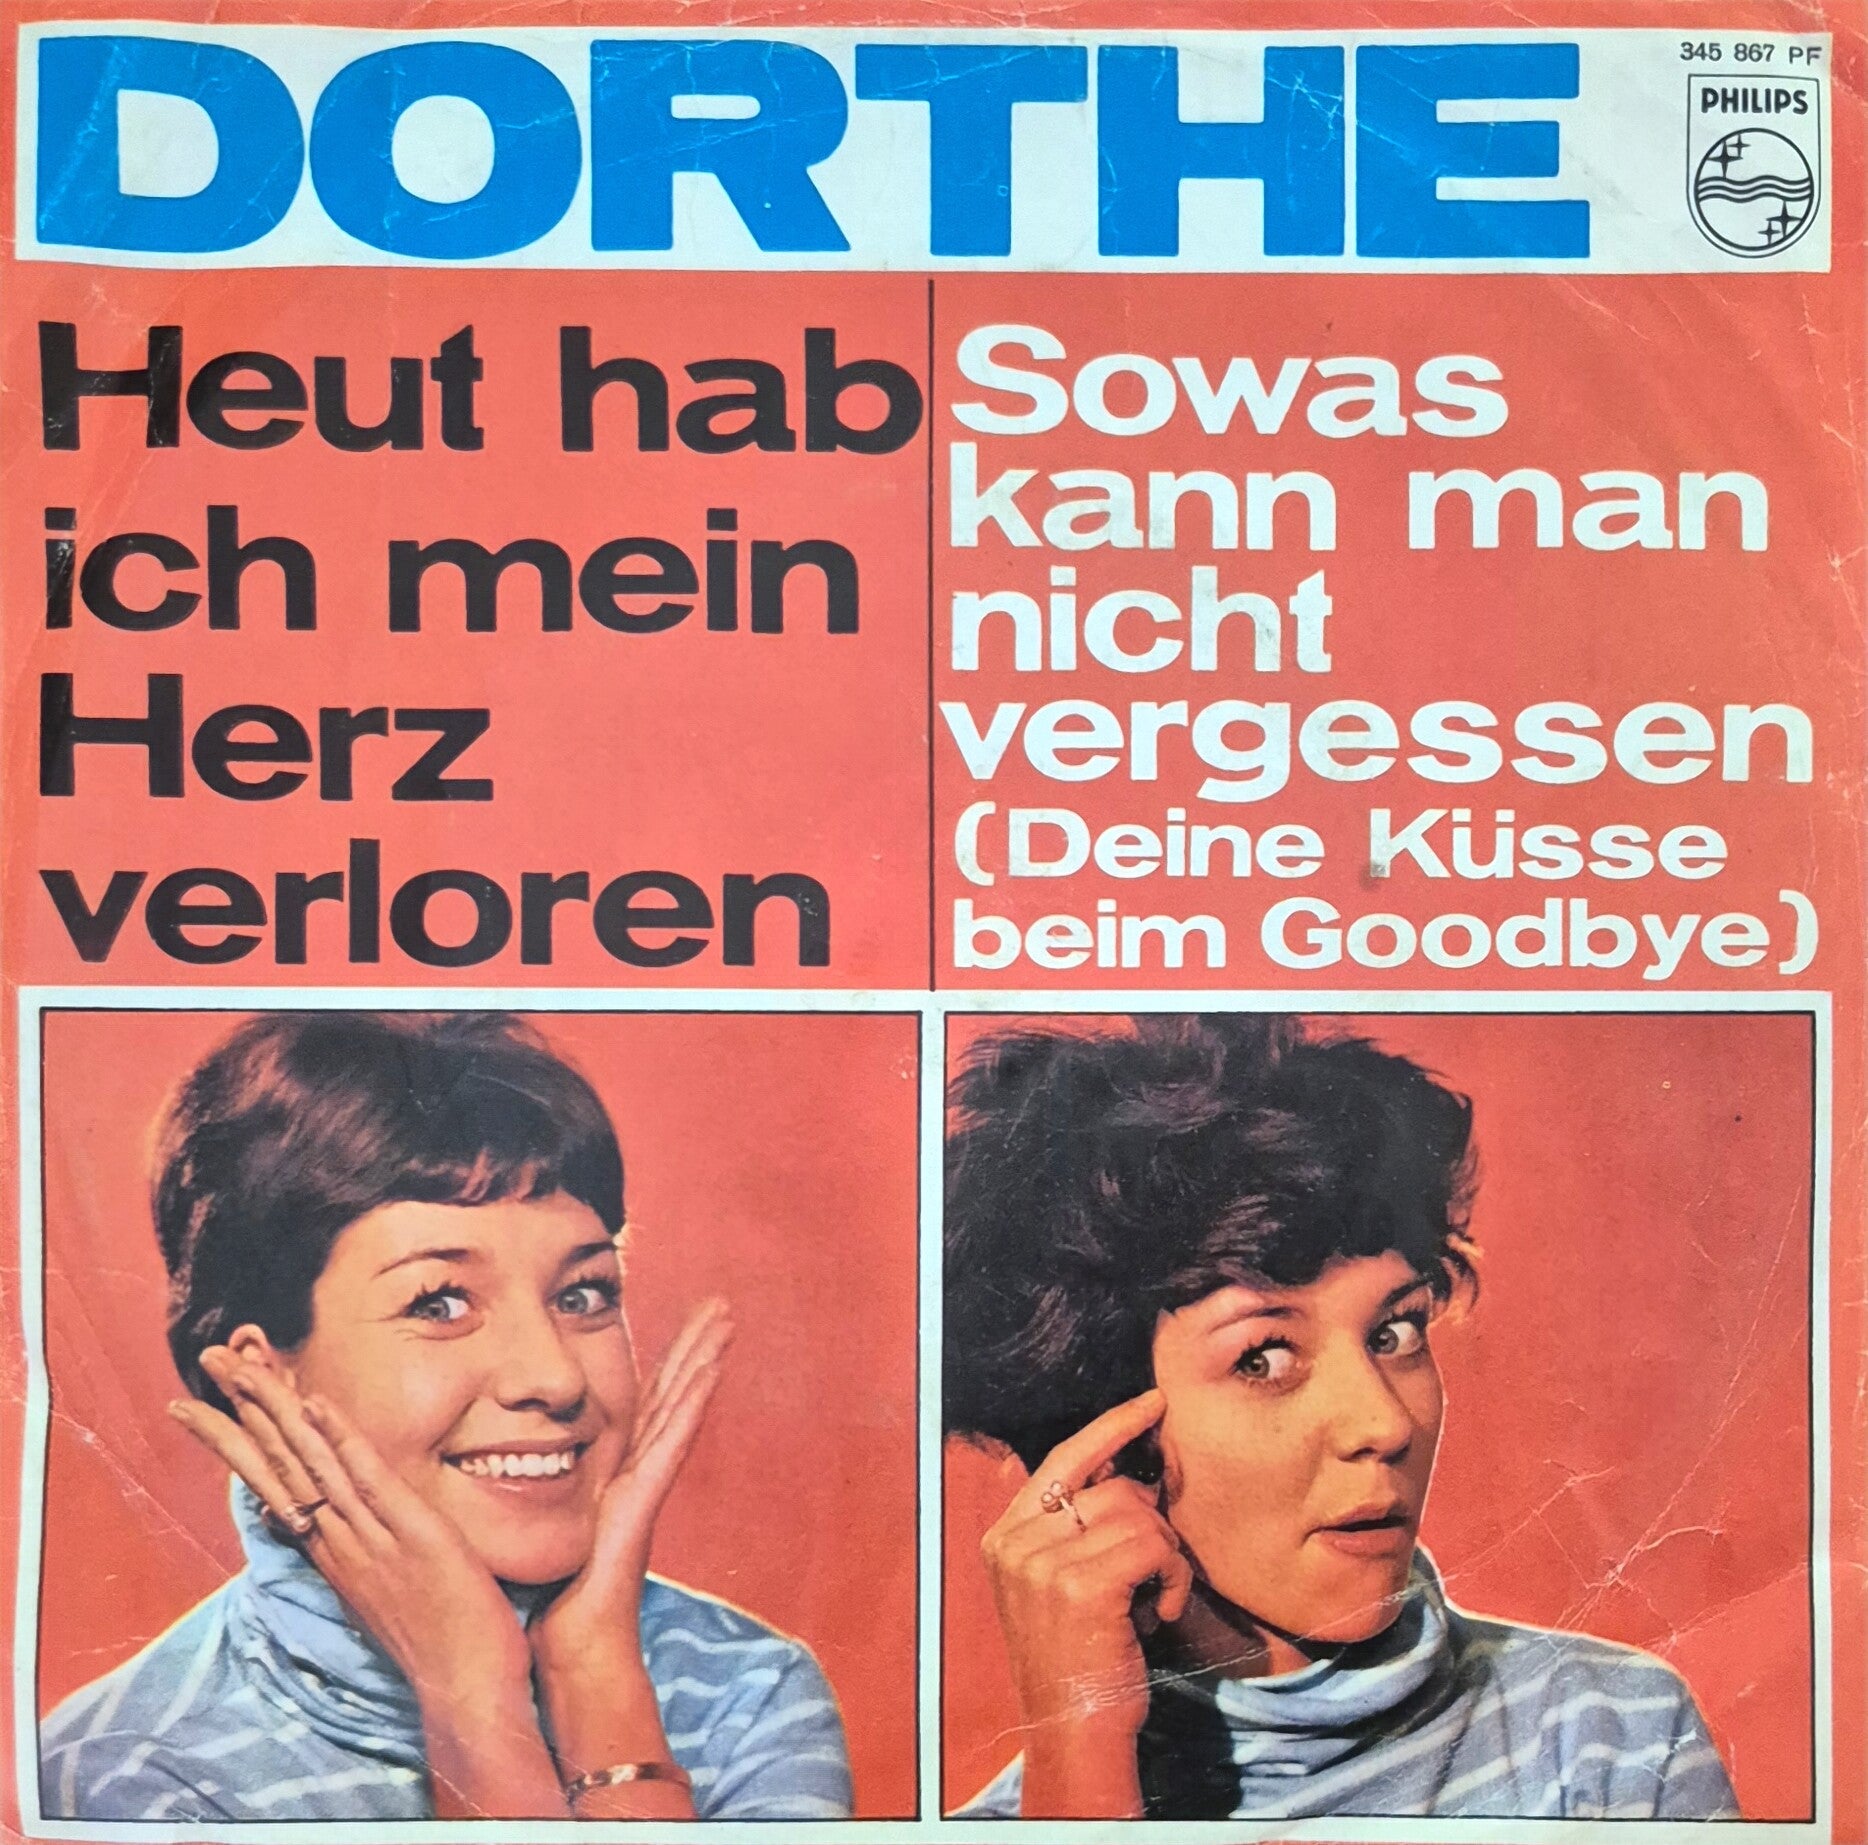 DORTHE
345 867 PF
PHILIPS
Heut hab
ich mein
Herz
verloren
Sowas
kann man
nicht
vergessen
(Deine Küsse
beim Goodbye)